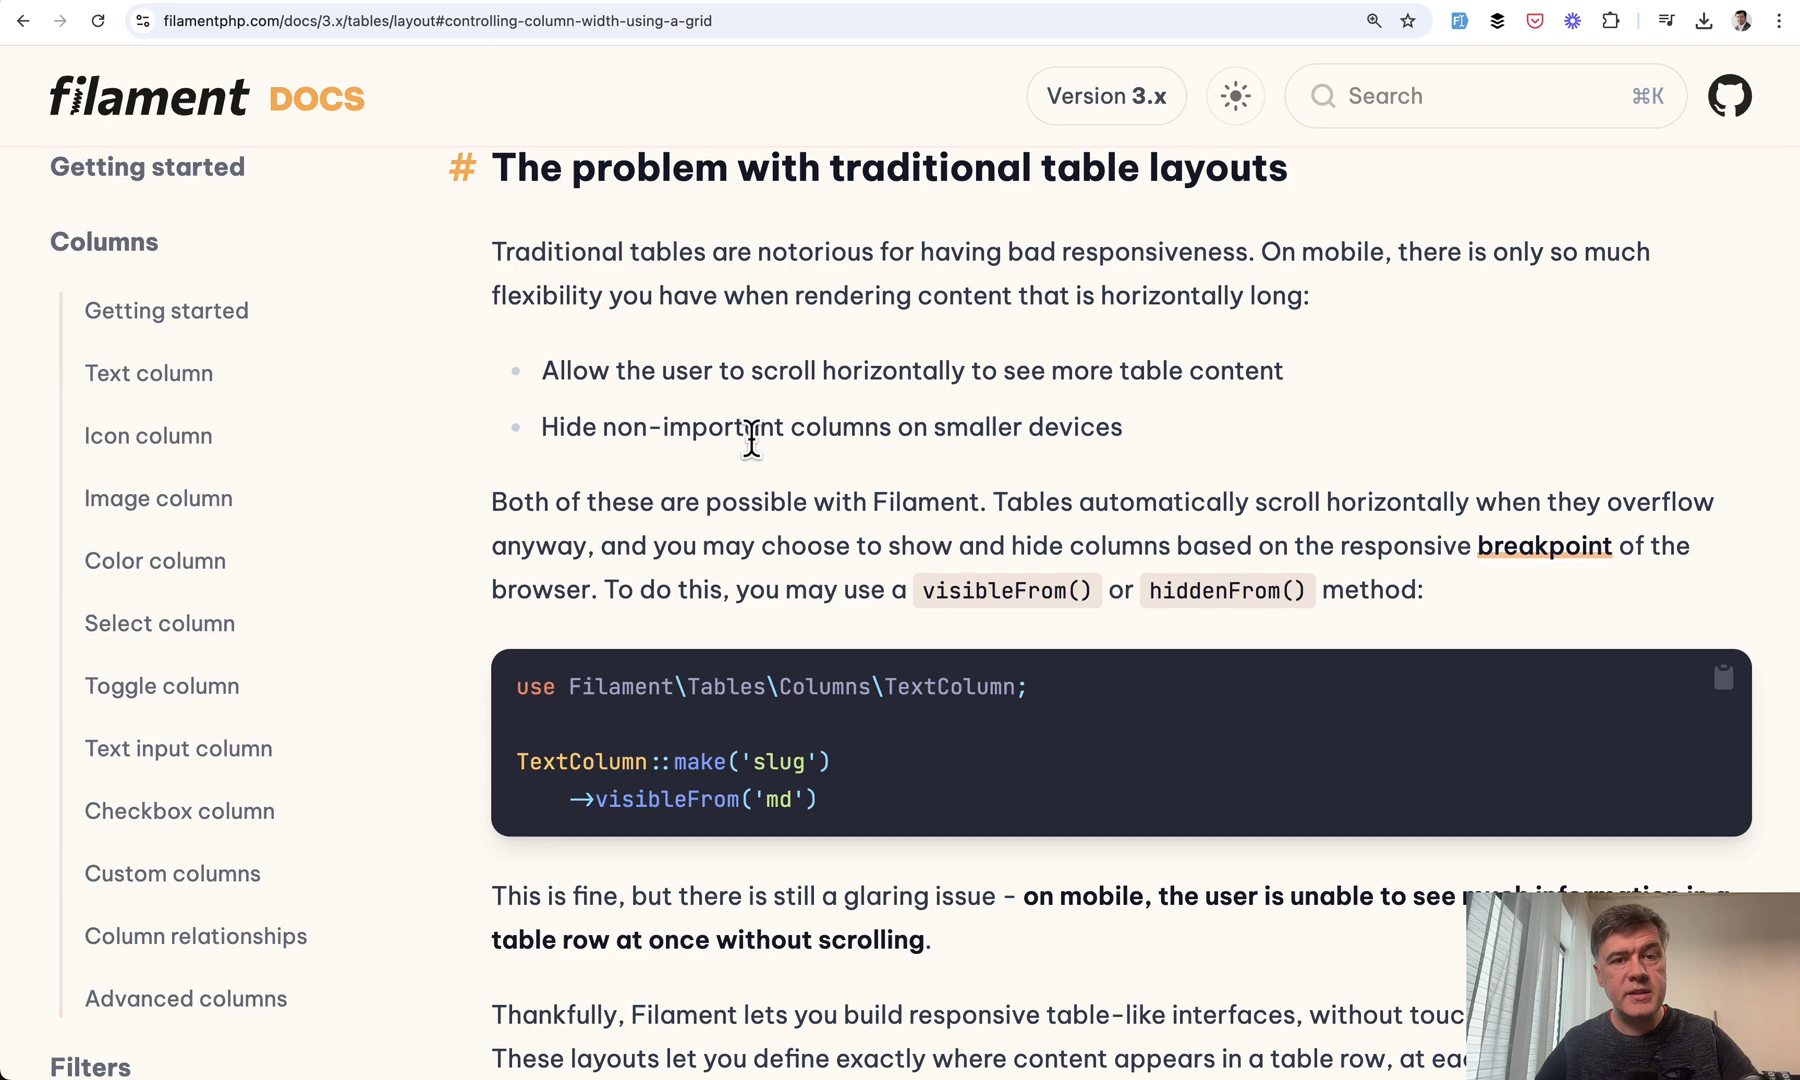 filamentphp.com/docs/3.x/tables/layout#controlling-column-width-using-a-grid
filament DOCS
Version 3.x
Search
⌘K
Getting started
Columns
Getting started
Text column
Icon column
Image column
Color column
Select column
Toggle column
Text input column
Checkbox column
Custom columns
Column relationships
Advanced columns
Filters
# The problem with traditional table layouts
Traditional tables are notorious for having bad responsiveness. On mobile, there is only so much
flexibility you have when rendering content that is horizontally long:
Allow the user to scroll horizontally to see more table content
Hide non-important columns on smaller devices
Both of these are possible with Filament. Tables automatically scroll horizontally when they overflow
anyway, and you may choose to show and hide columns based on the responsive breakpoint of the
browser. To do this, you may use a visibleFrom() or hiddenFrom() method:
use Filament\Tables\Columns\TextColumn;
TextColumn::make('slug')
->visibleFrom('md')
This is fine, but there is still a glaring issue - on mobile, the user is unable to see much information in a
table row at once without scrolling.
Thankfully, Filament lets you build responsive table-like interfaces, without touc
These layouts let you define exactly where content appears in a table row, at ea